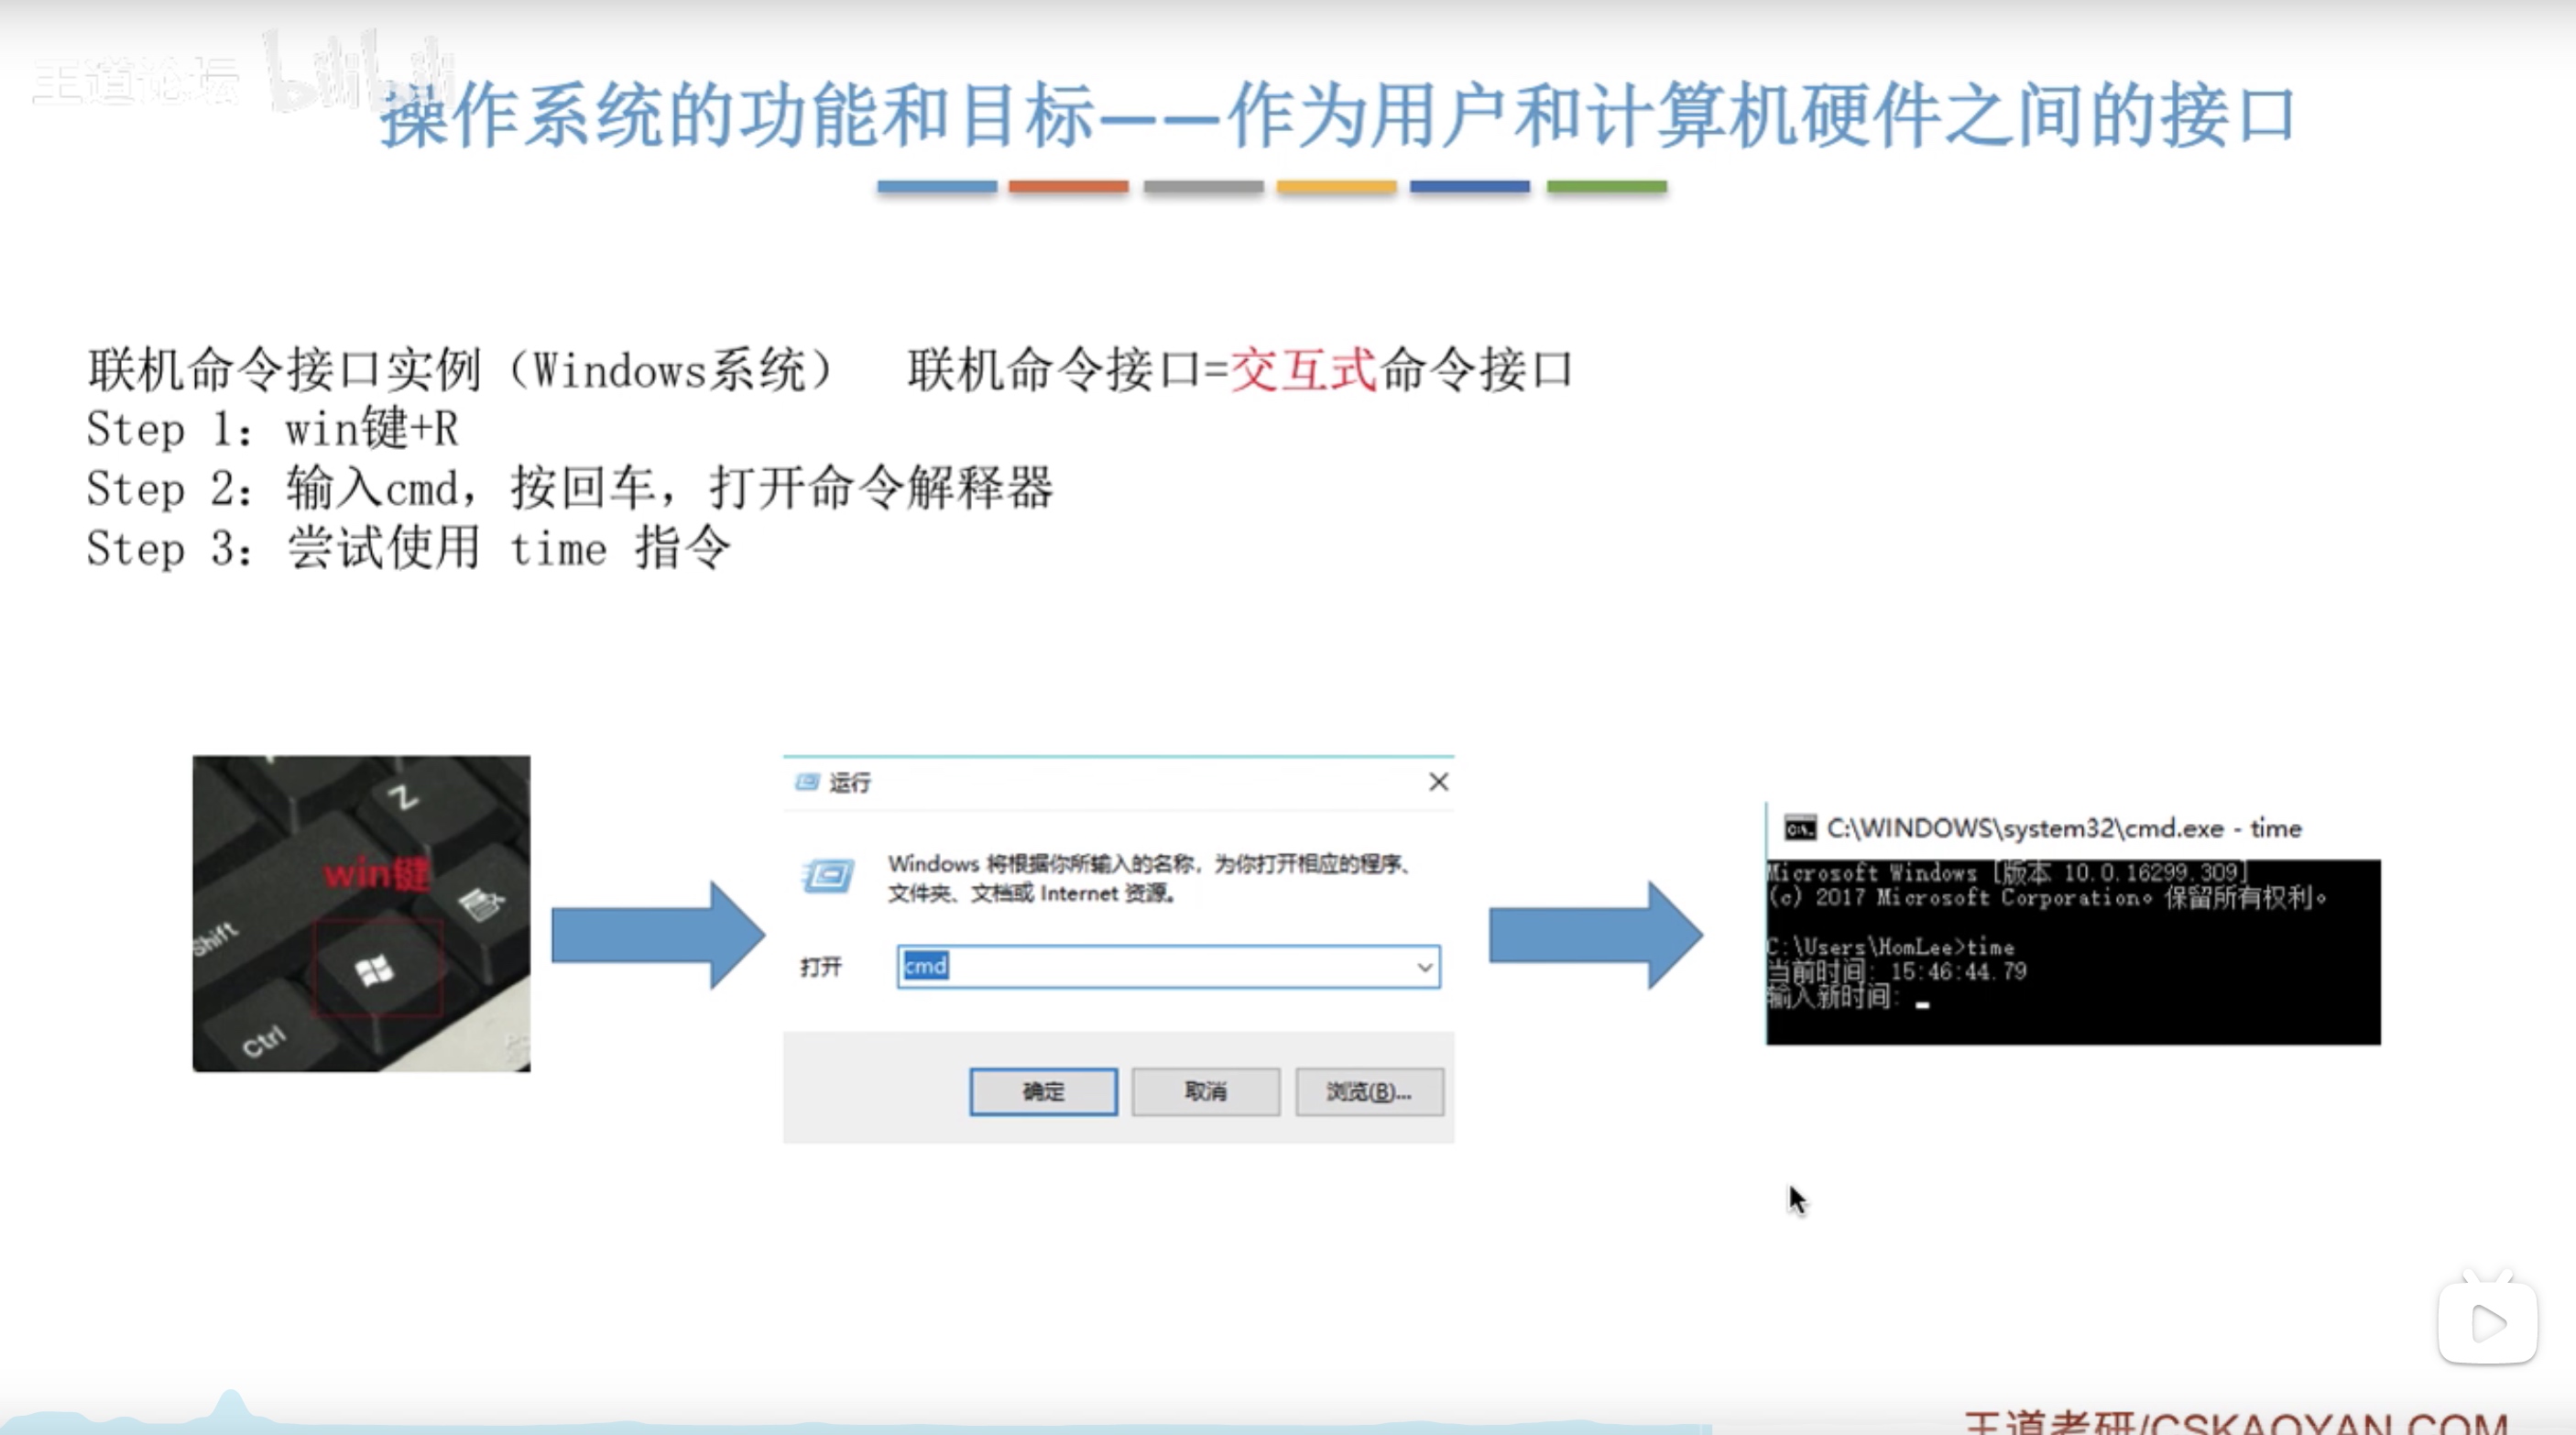 王道论坛 bilibili
操作系统的功能和目标——作为用户和计算机硬件之间的接口
联机命令接口实例（Windows系统） 联机命令接口=交互式命令接口
Step 1：win键+R
Step 2：输入cmd，按回车，打开命令解释器
Step 3：尝试使用 time 指令
Z
win键
Shift
Ctrl
运行
Windows 将根据你所输入的名称，为你打开相应的程序、
文件夹、文档或 Internet 资源。
打开
cmd
确定 取消 浏览(B)...
C:\WINDOWS\system32\cmd.exe - time
Microsoft Windows [版本 10.0.16299.309]
(c) 2017 Microsoft Corporation。保留所有权利。
C:\Users\HomLee>time
当前时间: 15:46:44.79
输入新时间:
王道考研/CSKAOYAN.COM